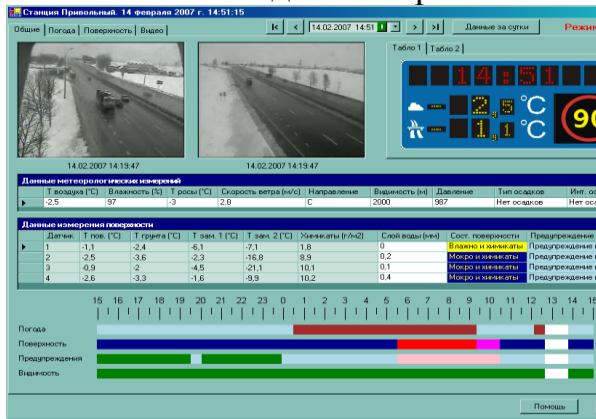 Станция Привольный. 14 февраля 2007 г. 14:51:15
Общие Погода Поверхность Видео
14.02.2007 14:51
Данные за сутки
Режим
Табло 1 Табло 2
14:51
-2,5 °C
-1,1 °C
90
14.02.2007 14:19:47
14.02.2007 14:19:47
Данные метеорологических измерений
Т воздуха (°C) Влажность (%) Т росы (°C) Скорость ветра (м/с) Направление Видимость (м) Давление Тип осадков Инт. ос
-2,5 97 -3 2,8 С 2000 987 Нет осадков Нет оса
Данные измерения поверхности
Датчик Т пов. (°C) Т грунта (°C) Т зам. 1 (°C) Т зам. 2 (°C) Химикаты (г/м2) Слой воды (мм) Сост. поверхности Предупреждение
1 -1,1 -2,4 -6,1 -7,1 1,8 0 Влажно и химикаты Предупреждение
2 -2,5 -3,6 -2,3 -16,8 8,9 0,2 Мокро и химикаты Предупреждение
3 -0,9 -2 -4,5 -21,1 10,1 0,1 Мокро и химикаты Предупреждение
4 -2,6 -3,3 -1,6 -9,9 10,2 0,4 Мокро и химикаты Предупреждение
15 16 17 18 19 20 21 22 23 0 1 2 3 4 5 6 7 8 9 10 11 12 13 14 15
Погода
Поверхность
Предупреждения
Видимость
Помощь